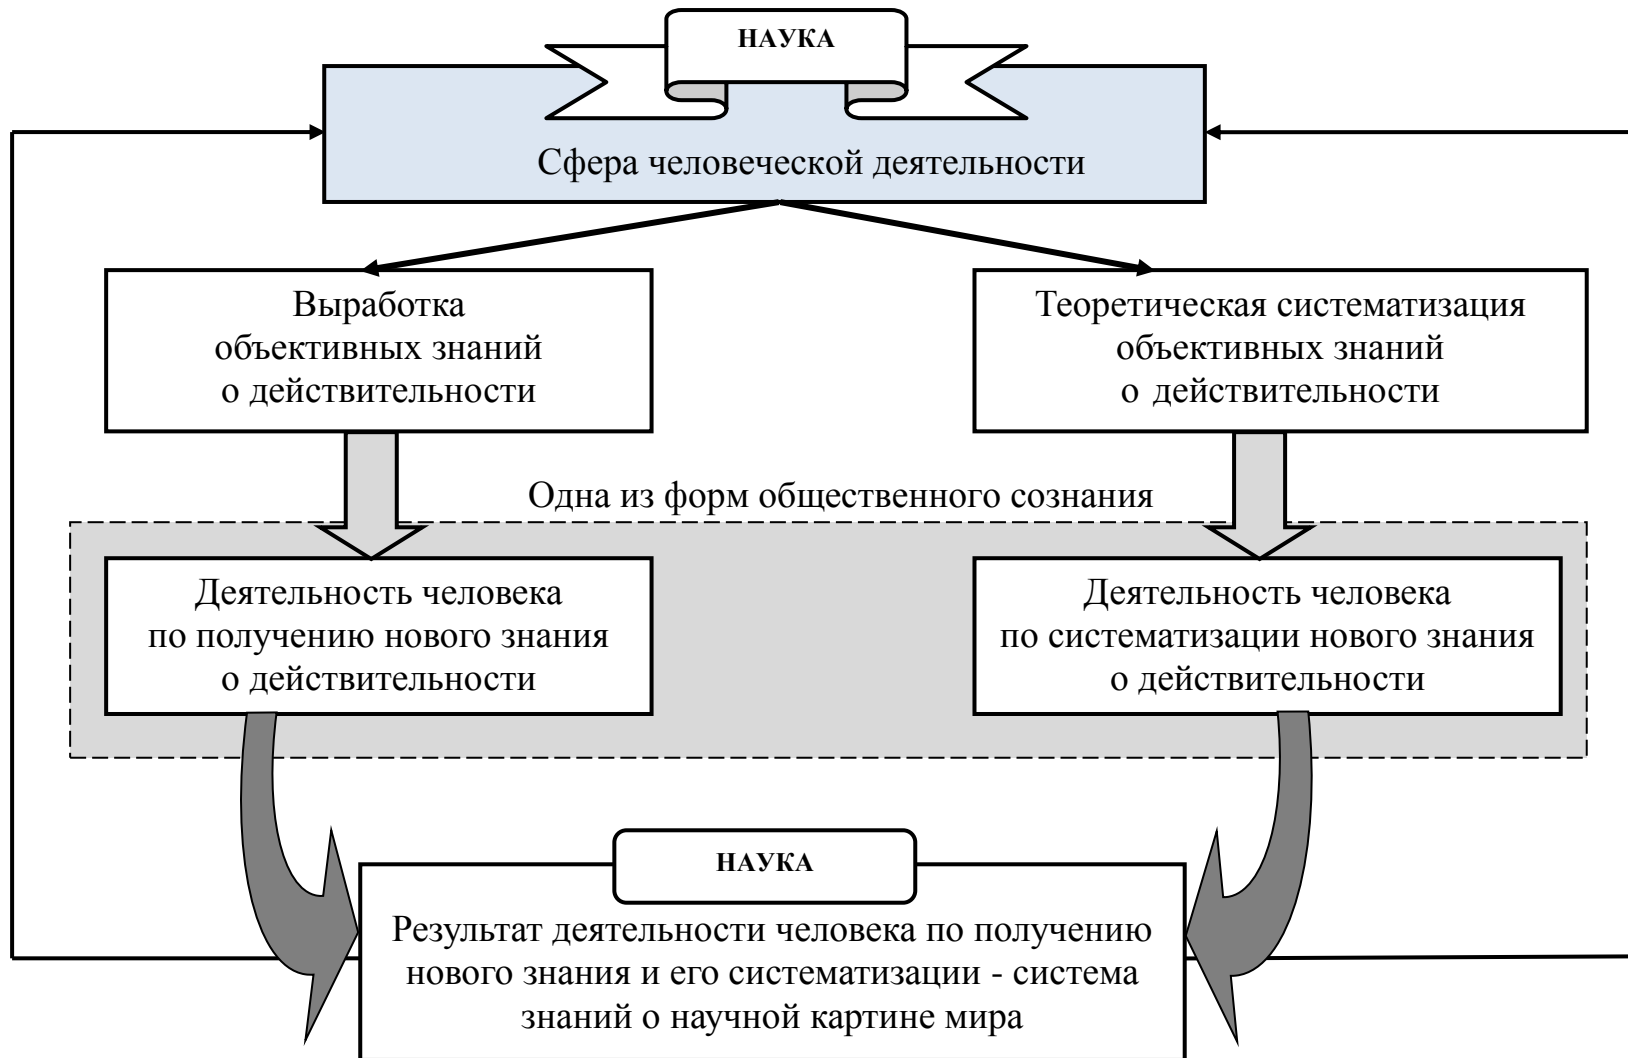 НАУКА
Сфера человеческой деятельности
Выработка
объективных знаний
о действительности
Теоретическая систематизация
объективных знаний
о действительности
Одна из форм общественного сознания
Деятельность человека
по получению нового знания
о действительности
Деятельность человека
по систематизации нового знания
о действительности
НАУКА
Результат деятельности человека по получению
нового знания и его систематизации - система
знаний о научной картине мира